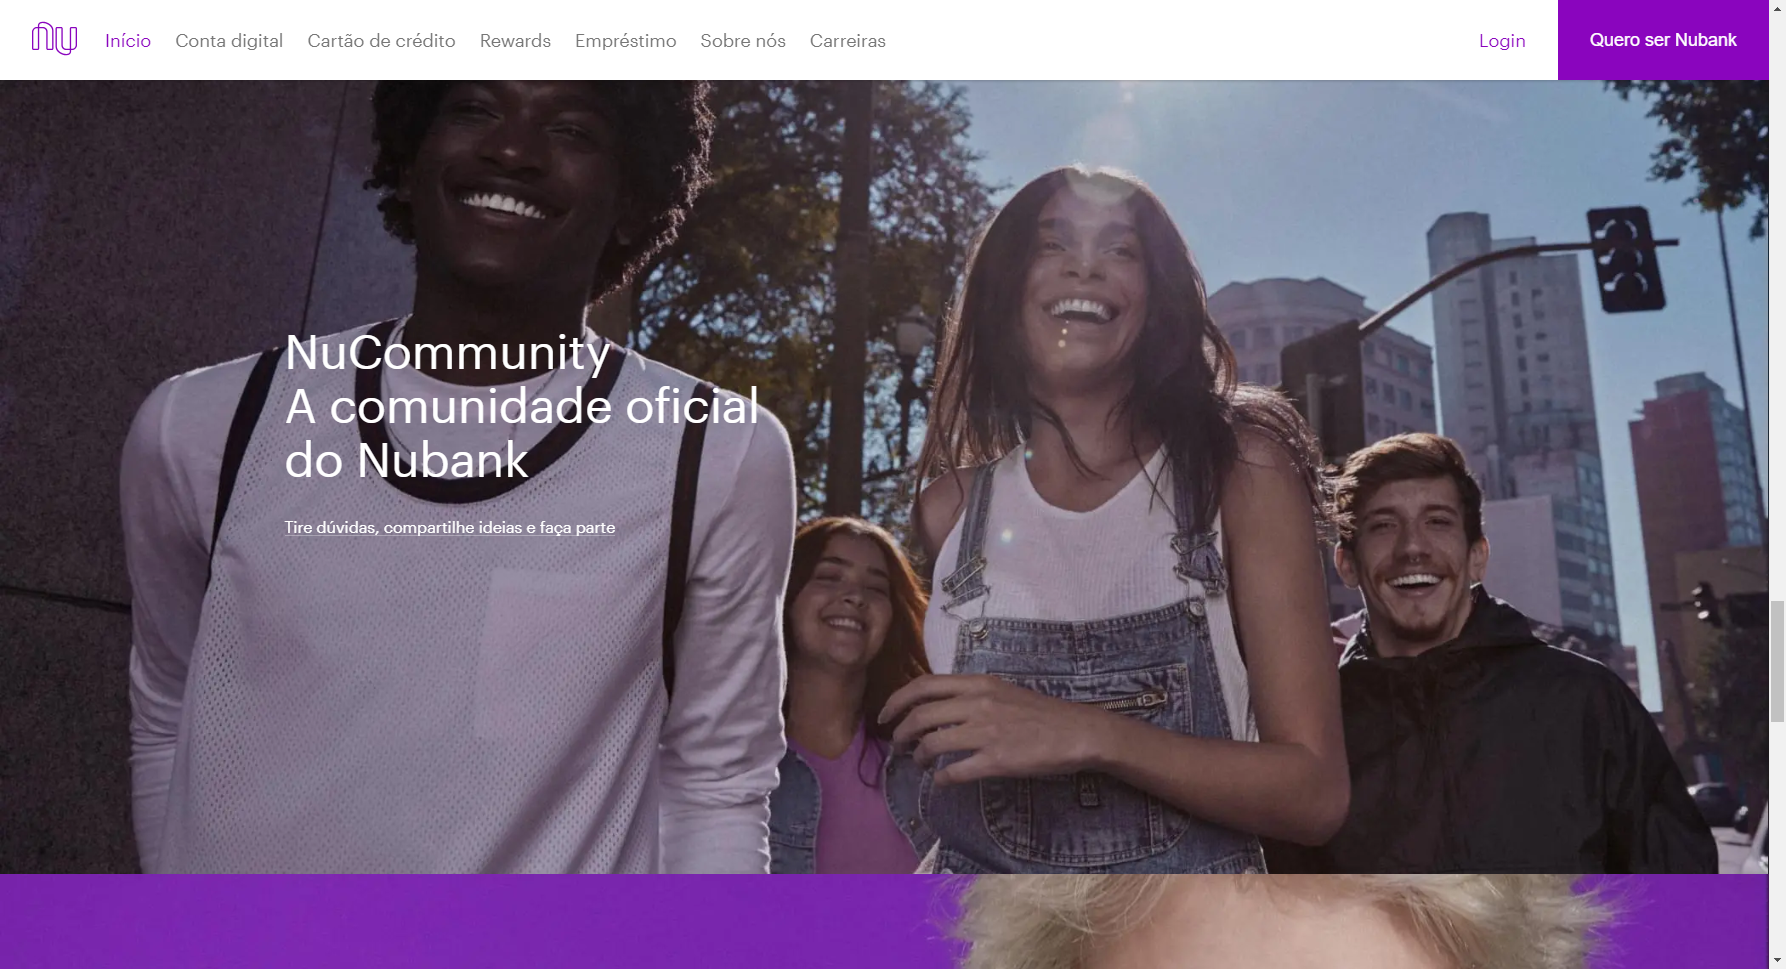 nu
Início
Conta digital
Cartão de crédito
Rewards
Empréstimo
Sobre nós
Carreiras
Login
Quero ser Nubank
NuCommunity
A comunidade oficial
do Nubank
Tire dúvidas, compartilhe ideias e faça parte